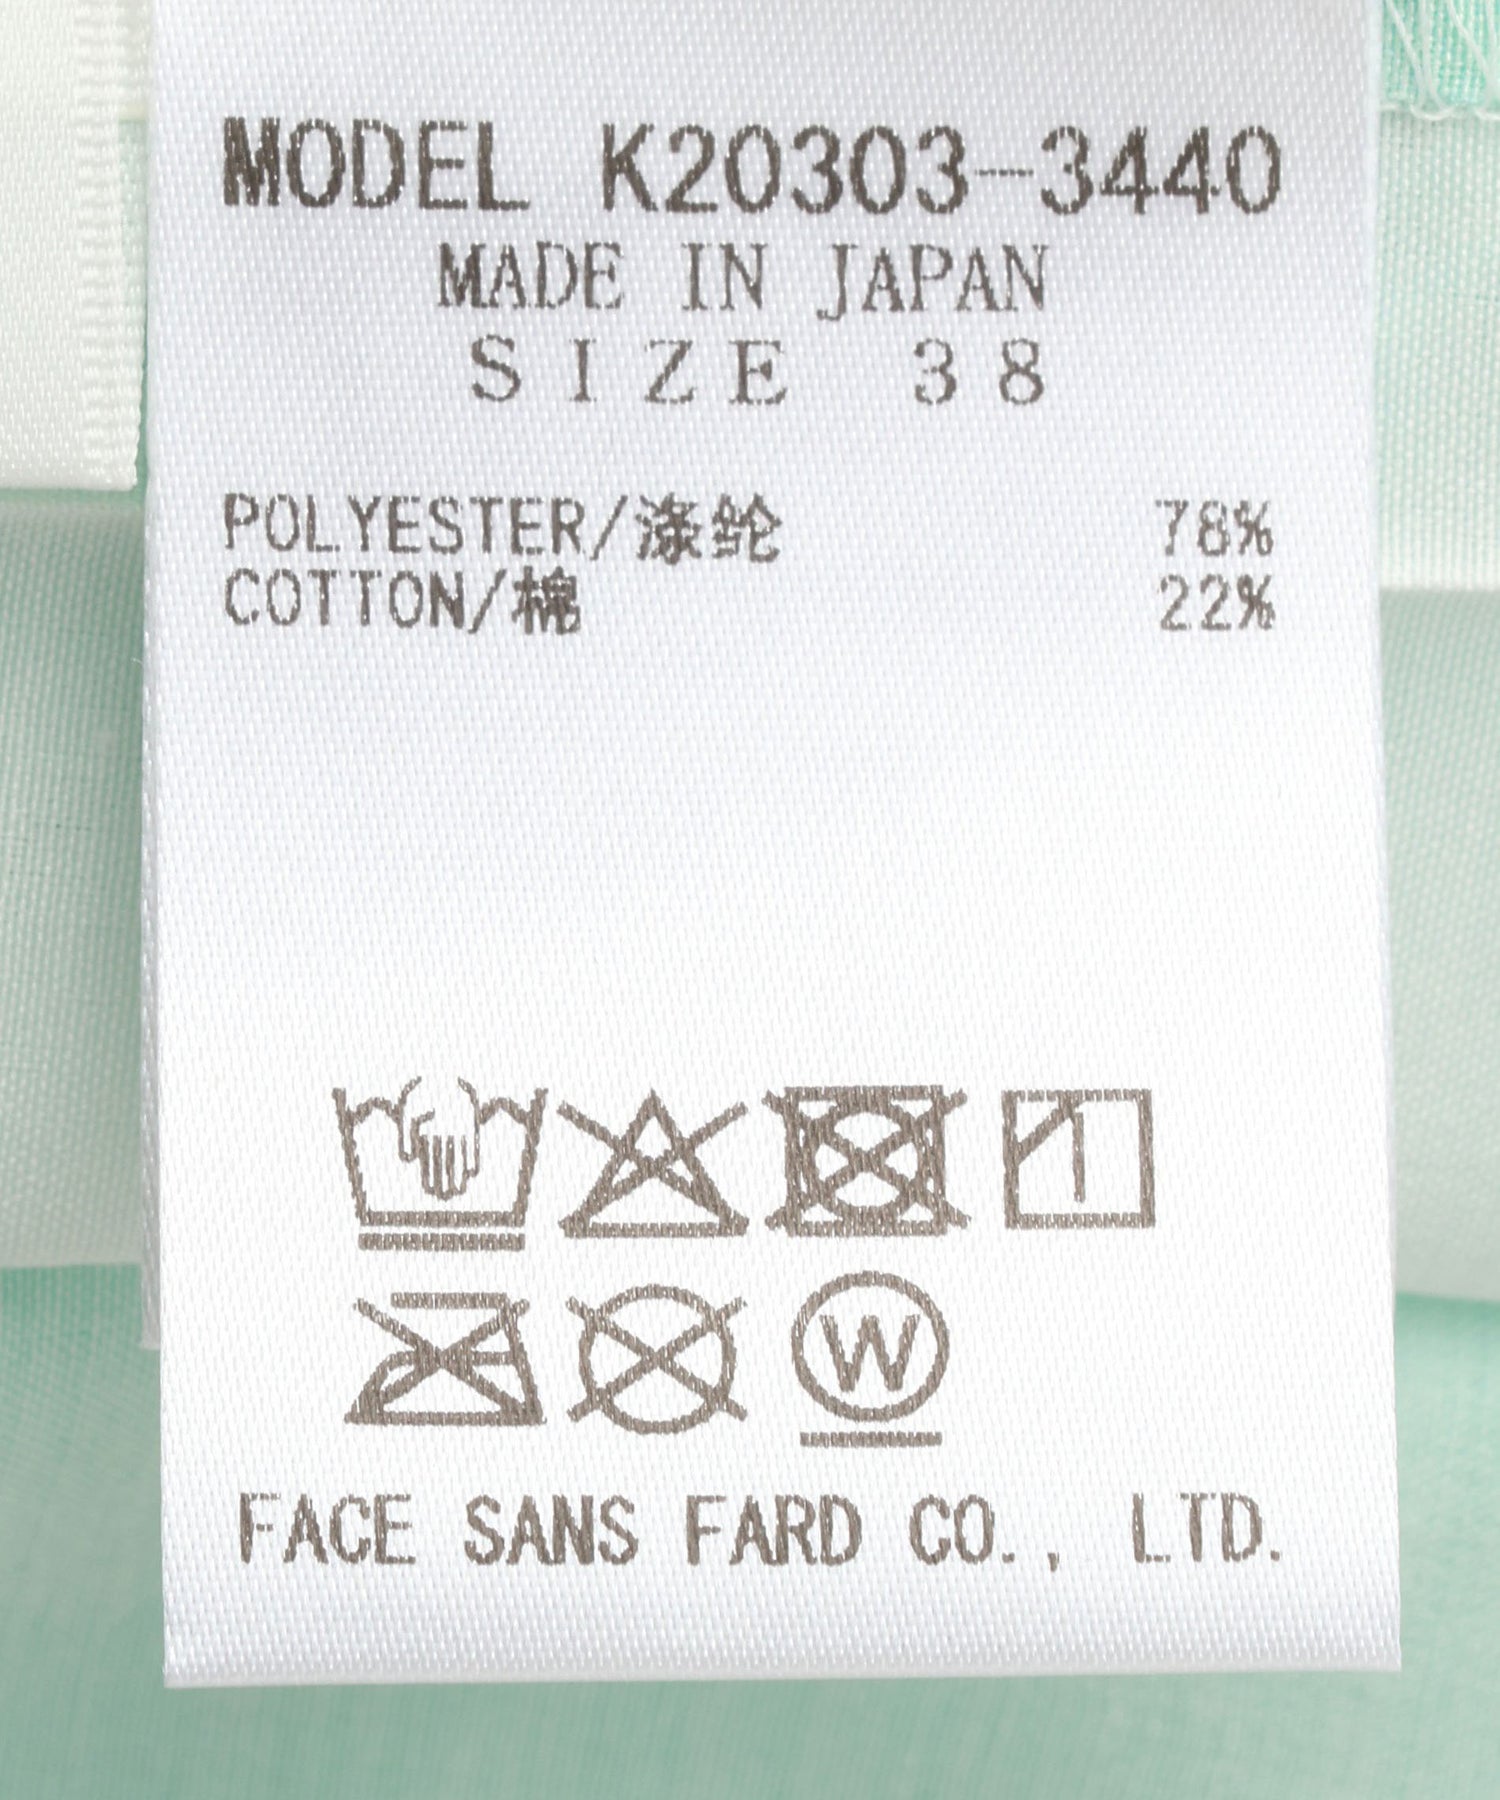 MODEL K20303-3440
MADE IN JAPAN
SIZE 38
POLYESTER/涤纶 78%
COTTON/棉 22%
W
FACE SANS FARD CO., LTD.